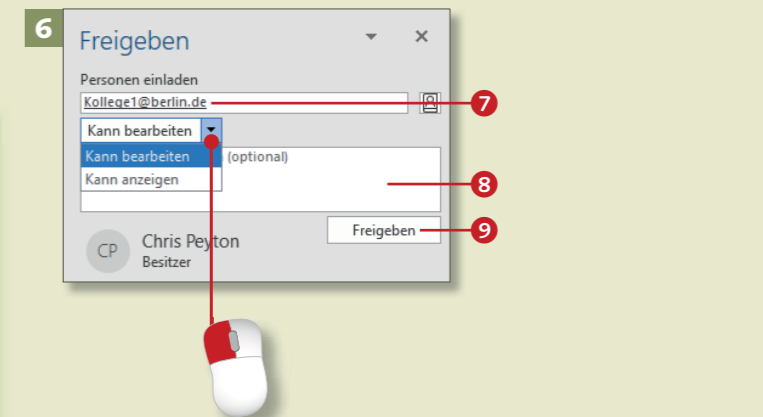 6
Freigeben
Personen einladen
Kollege1@berlin.de 7
Kann bearbeiten
Kann bearbeiten (optional)
Kann anzeigen
8
Freigeben 9
CP Chris Peyton
Besitzer